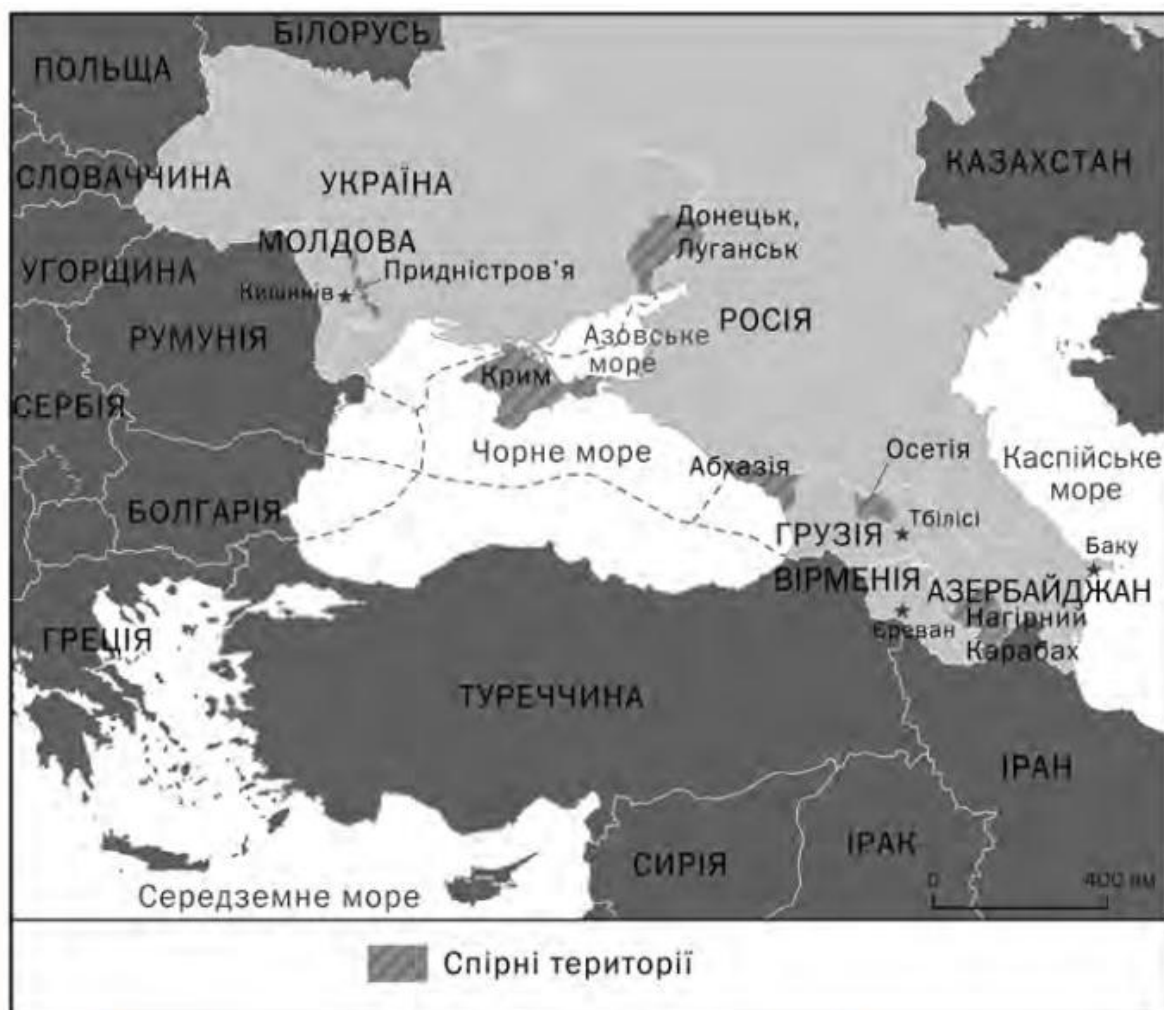 БІЛОРУСЬ
ПОЛЬЩА
КАЗАХСТАН
СЛОВАЧЧИНА
УКРАЇНА
Донецьк,
Луганськ
МОЛДОВА
УГОРЩИНА
Придністров’я
Кишинів
РУМУНІЯ
РОСІЯ
Азовське
море
Крим
СЕРБІЯ
Чорне море
Абхазія
Осетія
Каспійське
море
БОЛГАРІЯ
Тбілісі
ГРУЗІЯ
Баку
ВІРМЕНІЯ
АЗЕРБАЙДЖАН
Нагірний
Карабах
Єреван
ГРЕЦІЯ
ТУРЕЧЧИНА
ІРАН
СИРІЯ
ІРАК
0 400 км
Середземне море
Спірні території